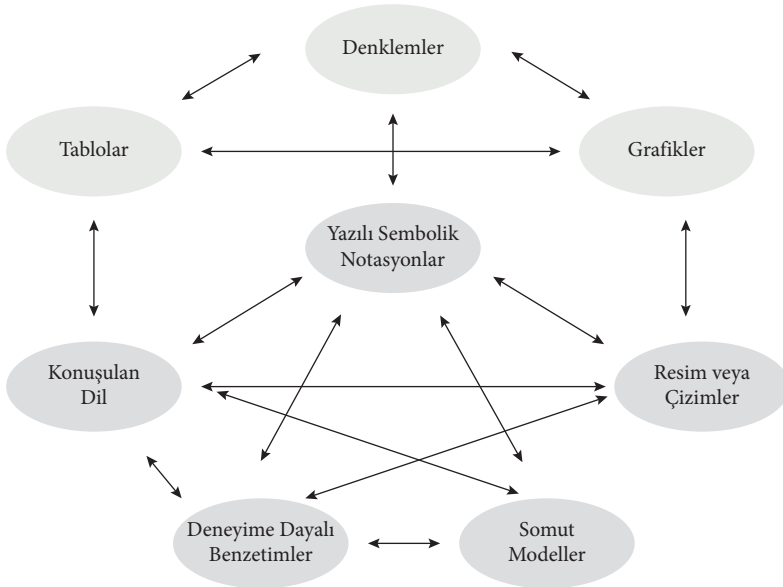 Denklemler
Tablolar
Grafikler
Yazılı Sembolik
Notasyonlar
Konuşulan
Dil
Resim veya
Çizimler
Deneyime Dayalı
Benzetimler
Somut
Modeller